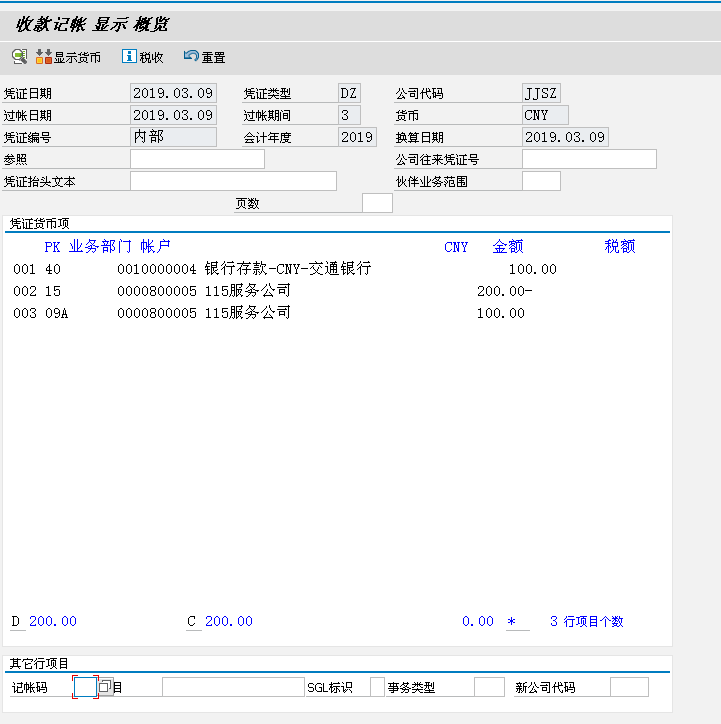 收款记帐 显示 概览
显示货币 税收 重置
凭证日期 2019.03.09 凭证类型 DZ 公司代码 JJSZ
过帐日期 2019.03.09 过帐期间 3 货币 CNY
凭证编号 内部 会计年度 2019 换算日期 2019.03.09
参照 公司往来凭证号
凭证抬头文本 伙伴业务范围
页数
凭证货币项
PK 业务部门 帐户 CNY 金额 税额
001 40 0010000004 银行存款-CNY-交通银行 100.00
002 15 0000800005 115服务公司 200.00-
003 09A 0000800005 115服务公司 100.00
D 200.00 C 200.00 0.00 * 3 行项目个数
其它行项目
记帐码 目 SGL标识 事务类型 新公司代码